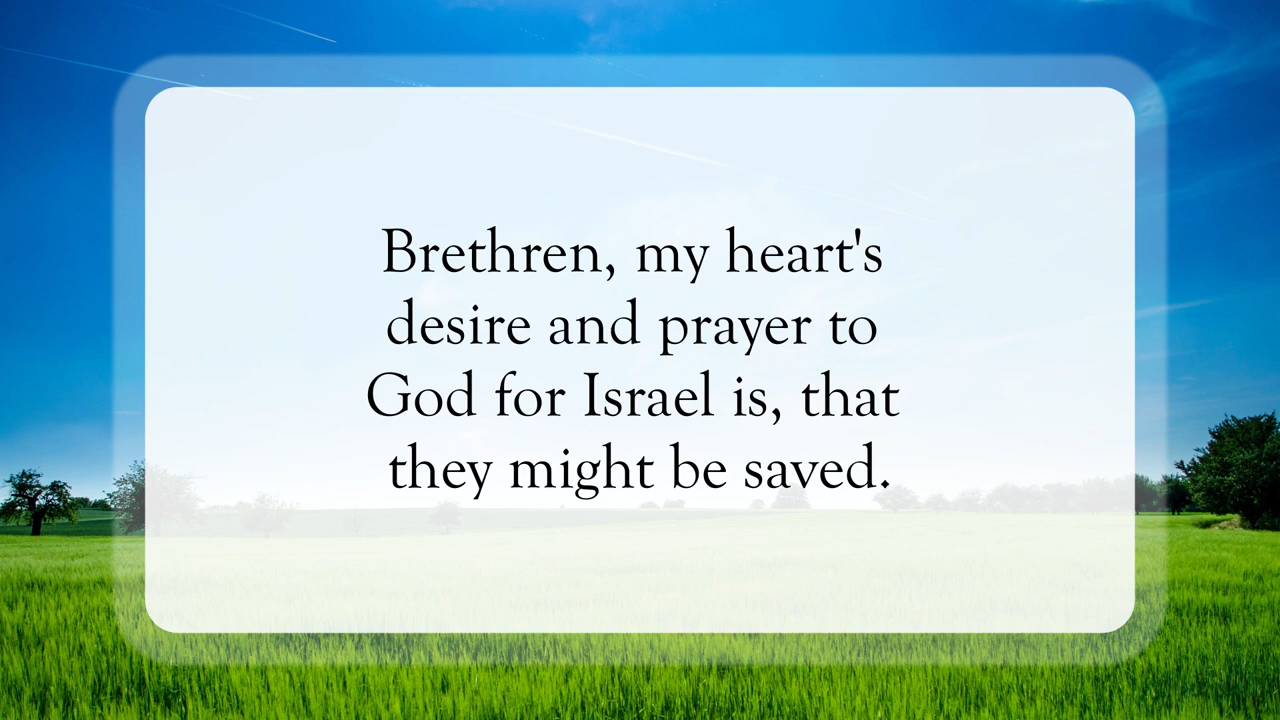 Brethren, my heart's
desire and prayer to
God for Israel is, that
they might be saved.